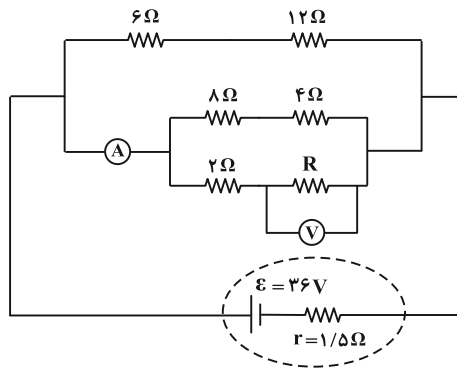 ۶Ω ۱۲Ω
۸Ω ۴Ω
A
۲Ω R
V
ε = ۳۶V
r = ۱/۵Ω